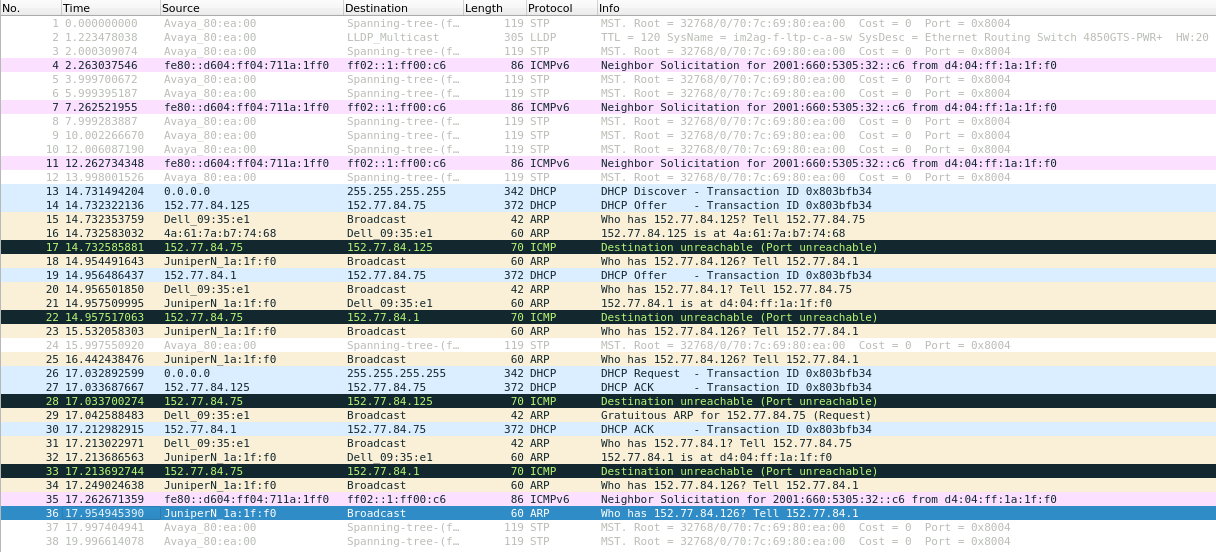 No. Time Source Destination Length Protocol Info
1 0.000000000 Avaya_80:ea:00 Spanning-tree-(f… 119 STP MST. Root = 32768/0/70:7c:69:80:ea:00 Cost = 0 Port = 0x8004
2 1.223478038 Avaya_80:ea:00 LLDP_Multicast 305 LLDP TTL = 120 SysName = im2ag-f-ltp-c-a-sw SysDesc = Ethernet Routing Switch 4850GTS-PWR+ HW:20
3 2.000309074 Avaya_80:ea:00 Spanning-tree-(f… 119 STP MST. Root = 32768/0/70:7c:69:80:ea:00 Cost = 0 Port = 0x8004
4 2.263037546 fe80::d604:ff04:711a:1ff0 ff02::1:ff00:c6 86 ICMPv6 Neighbor Solicitation for 2001:660:5305:32::c6 from d4:04:ff:1a:1f:f0
5 3.999700672 Avaya_80:ea:00 Spanning-tree-(f… 119 STP MST. Root = 32768/0/70:7c:69:80:ea:00 Cost = 0 Port = 0x8004
6 5.999395187 Avaya_80:ea:00 Spanning-tree-(f… 119 STP MST. Root = 32768/0/70:7c:69:80:ea:00 Cost = 0 Port = 0x8004
7 7.262521955 fe80::d604:ff04:711a:1ff0 ff02::1:ff00:c6 86 ICMPv6 Neighbor Solicitation for 2001:660:5305:32::c6 from d4:04:ff:1a:1f:f0
8 7.999283887 Avaya_80:ea:00 Spanning-tree-(f… 119 STP MST. Root = 32768/0/70:7c:69:80:ea:00 Cost = 0 Port = 0x8004
9 10.002266670 Avaya_80:ea:00 Spanning-tree-(f… 119 STP MST. Root = 32768/0/70:7c:69:80:ea:00 Cost = 0 Port = 0x8004
10 12.006087190 Avaya_80:ea:00 Spanning-tree-(f… 119 STP MST. Root = 32768/0/70:7c:69:80:ea:00 Cost = 0 Port = 0x8004
11 12.262734348 fe80::d604:ff04:711a:1ff0 ff02::1:ff00:c6 86 ICMPv6 Neighbor Solicitation for 2001:660:5305:32::c6 from d4:04:ff:1a:1f:f0
12 13.998001526 Avaya_80:ea:00 Spanning-tree-(f… 119 STP MST. Root = 32768/0/70:7c:69:80:ea:00 Cost = 0 Port = 0x8004
13 14.731494204 0.0.0.0 255.255.255.255 342 DHCP DHCP Discover - Transaction ID 0x803bfb34
14 14.732322136 152.77.84.125 152.77.84.75 372 DHCP DHCP Offer - Transaction ID 0x803bfb34
15 14.732353759 Dell_09:35:e1 Broadcast 42 ARP Who has 152.77.84.125? Tell 152.77.84.75
16 14.732583032 4a:61:7a:b7:74:68 Dell_09:35:e1 60 ARP 152.77.84.125 is at 4a:61:7a:b7:74:68
17 14.732585881 152.77.84.75 152.77.84.125 70 ICMP Destination unreachable (Port unreachable)
18 14.954491643 JuniperN_1a:1f:f0 Broadcast 60 ARP Who has 152.77.84.126? Tell 152.77.84.1
19 14.956486437 152.77.84.1 152.77.84.75 372 DHCP DHCP Offer - Transaction ID 0x803bfb34
20 14.956501850 Dell_09:35:e1 Broadcast 42 ARP Who has 152.77.84.1? Tell 152.77.84.75
21 14.957509995 JuniperN_1a:1f:f0 Dell_09:35:e1 60 ARP 152.77.84.1 is at d4:04:ff:1a:1f:f0
22 14.957517063 152.77.84.75 152.77.84.1 70 ICMP Destination unreachable (Port unreachable)
23 15.532058303 JuniperN_1a:1f:f0 Broadcast 60 ARP Who has 152.77.84.126? Tell 152.77.84.1
24 15.997550920 Avaya_80:ea:00 Spanning-tree-(f… 119 STP MST. Root = 32768/0/70:7c:69:80:ea:00 Cost = 0 Port = 0x8004
25 16.442438476 JuniperN_1a:1f:f0 Broadcast 60 ARP Who has 152.77.84.126? Tell 152.77.84.1
26 17.032892599 0.0.0.0 255.255.255.255 342 DHCP DHCP Request - Transaction ID 0x803bfb34
27 17.033687667 152.77.84.125 152.77.84.75 372 DHCP DHCP ACK - Transaction ID 0x803bfb34
28 17.033700274 152.77.84.75 152.77.84.125 70 ICMP Destination unreachable (Port unreachable)
29 17.042588483 Dell_09:35:e1 Broadcast 42 ARP Gratuitous ARP for 152.77.84.75 (Request)
30 17.212982915 152.77.84.1 152.77.84.75 372 DHCP DHCP ACK - Transaction ID 0x803bfb34
31 17.213022971 Dell_09:35:e1 Broadcast 42 ARP Who has 152.77.84.1? Tell 152.77.84.75
32 17.213686563 JuniperN_1a:1f:f0 Dell_09:35:e1 60 ARP 152.77.84.1 is at d4:04:ff:1a:1f:f0
33 17.213692744 152.77.84.75 152.77.84.1 70 ICMP Destination unreachable (Port unreachable)
34 17.249024638 JuniperN_1a:1f:f0 Broadcast 60 ARP Who has 152.77.84.126? Tell 152.77.84.1
35 17.262671359 fe80::d604:ff04:711a:1ff0 ff02::1:ff00:c6 86 ICMPv6 Neighbor Solicitation for 2001:660:5305:32::c6 from d4:04:ff:1a:1f:f0
36 17.954945390 JuniperN_1a:1f:f0 Broadcast 60 ARP Who has 152.77.84.126? Tell 152.77.84.1
37 17.997404941 Avaya_80:ea:00 Spanning-tree-(f… 119 STP MST. Root = 32768/0/70:7c:69:80:ea:00 Cost = 0 Port = 0x8004
38 19.996614078 Avaya_80:ea:00 Spanning-tree-(f… 119 STP MST. Root = 32768/0/70:7c:69:80:ea:00 Cost = 0 Port = 0x8004